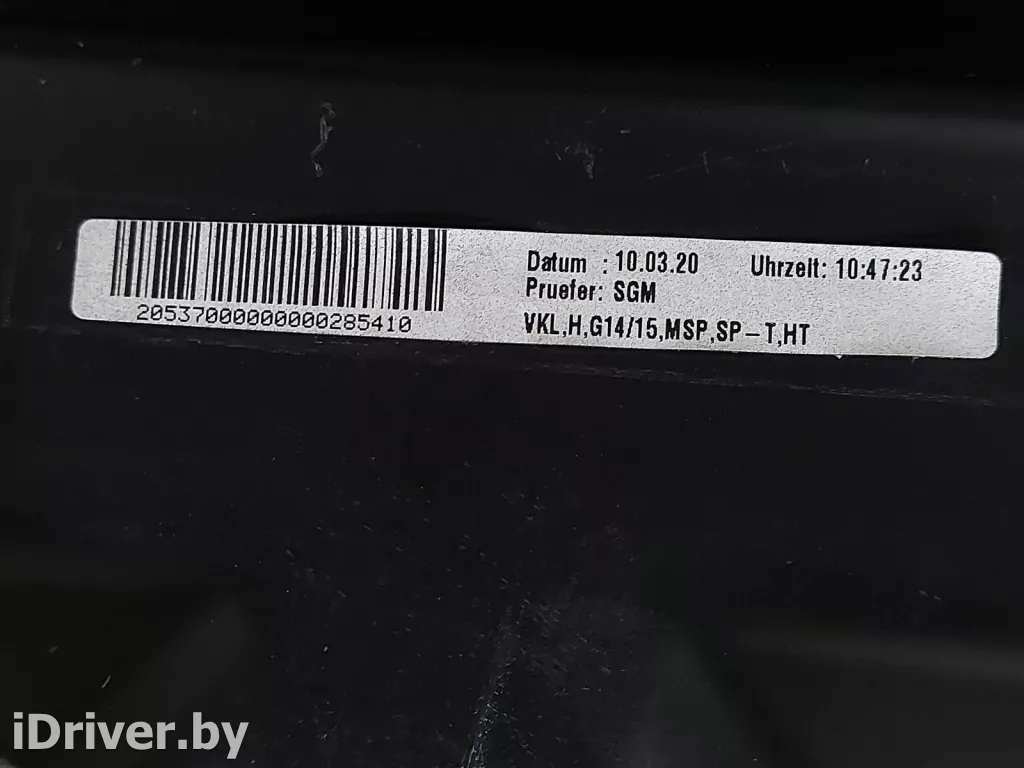 Datum : 10.03.20 Uhrzeit: 10:47:23
Pruefer: SGM
20537000000000285410
VKL,H,G14/15,MSP,SP-T,HT
iDriver.by